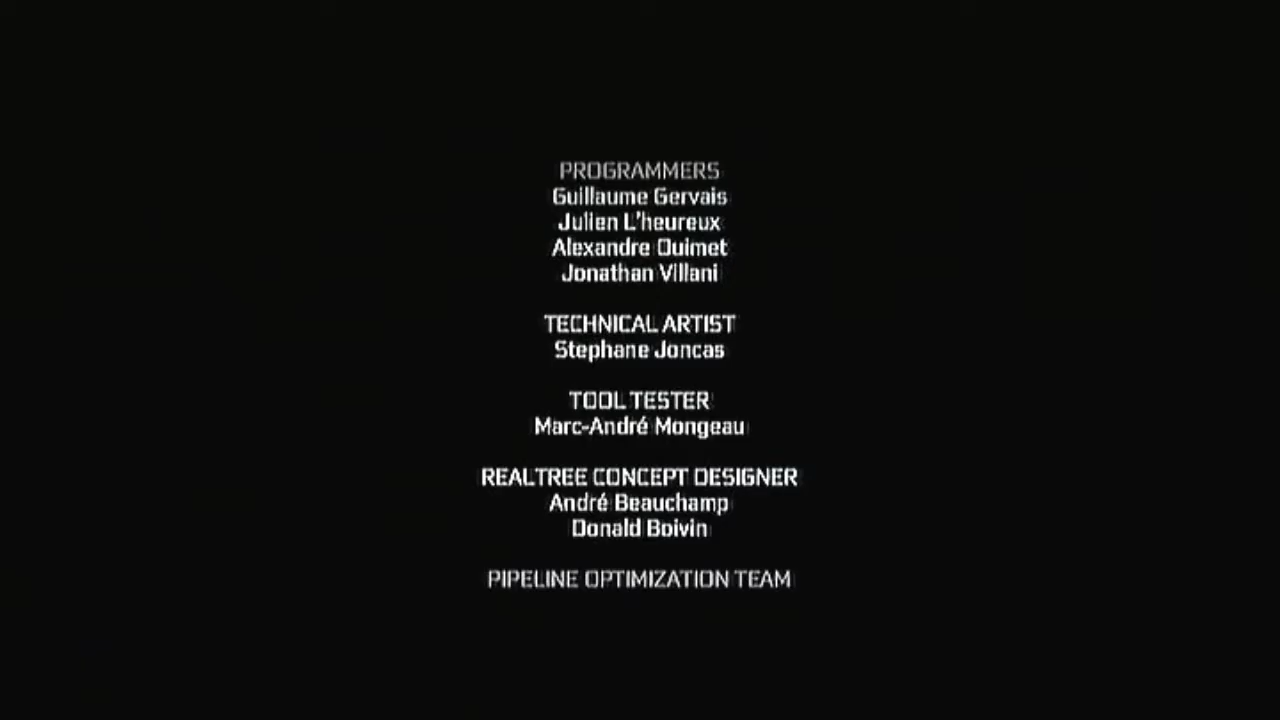 PROGRAMMERS
Guillaume Gervais
Julien L'heureux
Alexandre Ouimet
Jonathan Villani
TECHNICAL ARTIST
Stephane Joncas
TOOL TESTER
Marc-André Mongeau
REALTREE CONCEPT DESIGNER
André Beauchamp
Donald Boivin
PIPELINE OPTIMIZATION TEAM